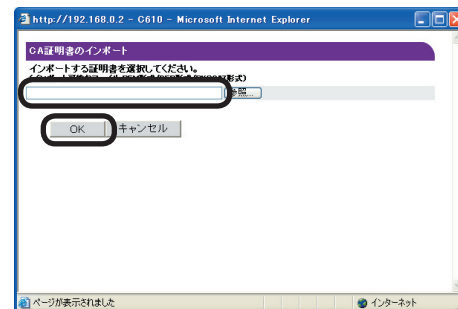 http://192.168.0.2 - C610 - Microsoft Internet Explorer
CA証明書のインポート
インポートする証明書を選択してください。
形式)
参照...
OK キャンセル
ページが表示されました インターネット